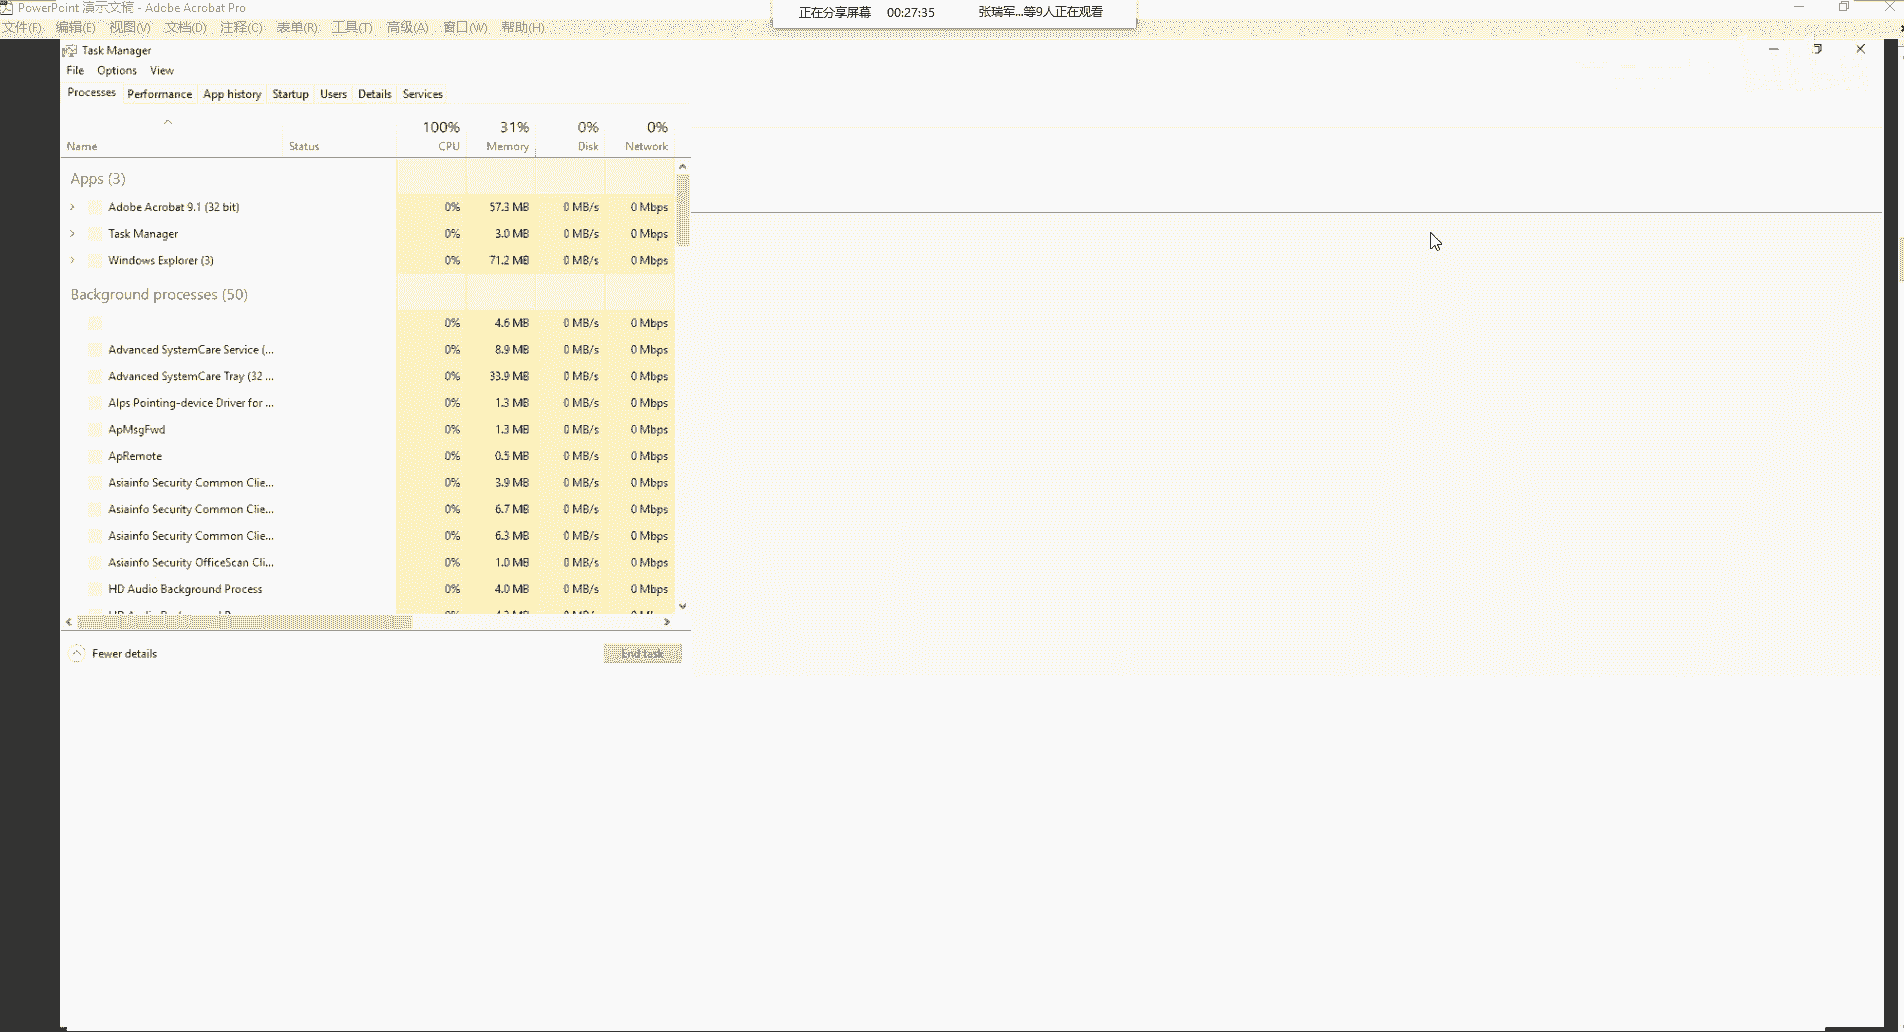 PowerPoint 演示文稿 - Adobe Acrobat Pro
正在分享屏幕 00:27:35 张瑞军...等9人正在观看
文件(F) 编辑(E) 视图(V) 文档(D) 注释(C) 表单(R) 工具(T) 高级(A) 窗口(W) 帮助(H)
Task Manager
File Options View
Processes Performance App history Startup Users Details Services
100% 31% 0% 0%
Name Status CPU Memory Disk Network
Apps (3)
Adobe Acrobat 9.1 (32 bit) 0% 57.3 MB 0 MB/s 0 Mbps
Task Manager 0% 3.0 MB 0 MB/s 0 Mbps
Windows Explorer (3) 0% 71.2 MB 0 MB/s 0 Mbps
Background processes (50)
0% 4.6 MB 0 MB/s 0 Mbps
Advanced SystemCare Service (... 0% 8.9 MB 0 MB/s 0 Mbps
Advanced SystemCare Tray (32 ... 0% 33.9 MB 0 MB/s 0 Mbps
Alps Pointing-device Driver for ... 0% 1.3 MB 0 MB/s 0 Mbps
ApMsgFwd 0% 1.3 MB 0 MB/s 0 Mbps
ApRemote 0% 0.5 MB 0 MB/s 0 Mbps
Asiainfo Security Common Clie... 0% 3.9 MB 0 MB/s 0 Mbps
Asiainfo Security Common Clie... 0% 6.7 MB 0 MB/s 0 Mbps
Asiainfo Security Common Clie... 0% 6.3 MB 0 MB/s 0 Mbps
Asiainfo Security OfficeScan Cli... 0% 1.0 MB 0 MB/s 0 Mbps
HD Audio Background Process 0% 4.0 MB 0 MB/s 0 Mbps
Fewer details End task